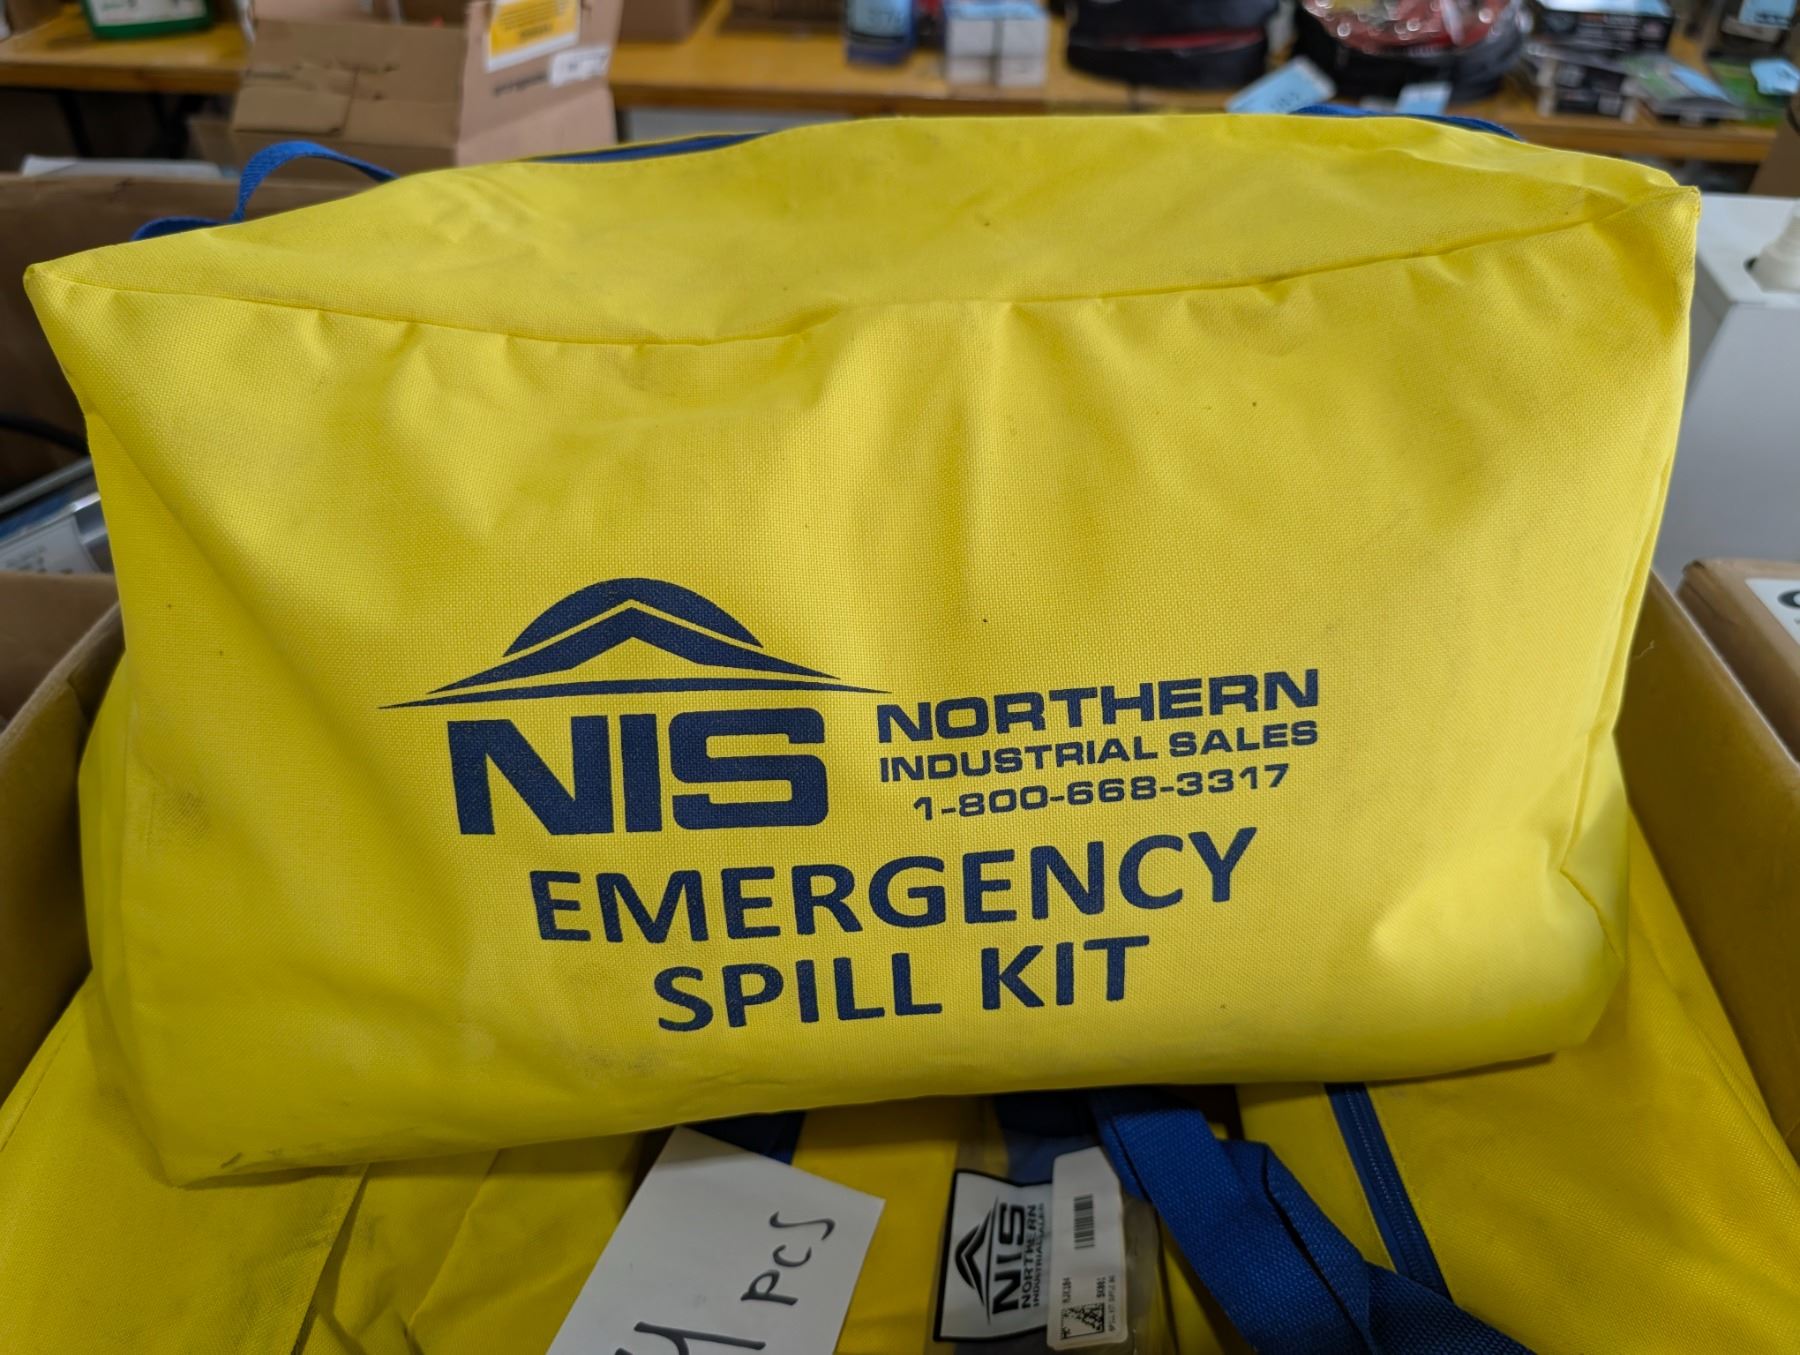 NIS
NORTHERN
INDUSTRIAL SALES
1-800-668-3317
EMERGENCY
SPILL KIT
4 pcs
NIS
NORTHERN
INDUSTRIAL SALES